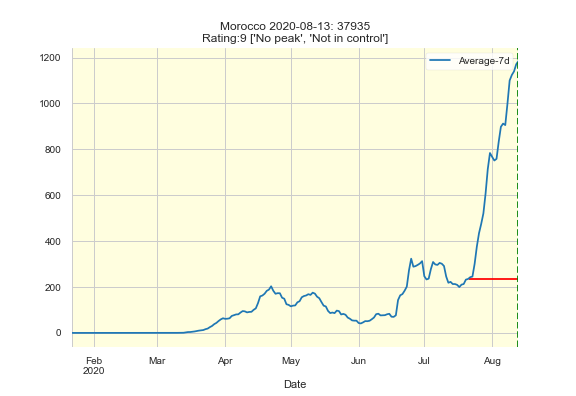 Morocco 2020-08-13: 37935
Rating:9 ['No peak', 'Not in control']
Average-7d
1200
1000
800
600
400
200
0
Feb Mar Apr May Jun Jul Aug
2020
Date